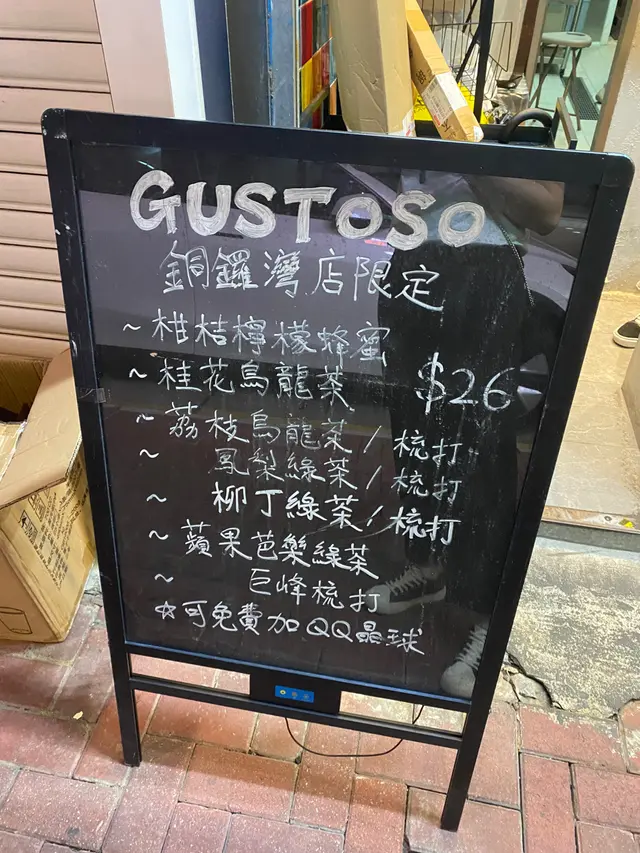 GUSTOSO
銅鑼灣店限定
~ 柑桔檸檬蜂蜜
~ 桂花烏龍茶 $26
~ 荔枝烏龍茶/梳打
~ 鳳梨綠茶/梳打
~ 柳丁綠茶/梳打
~ 蘋果芭樂綠茶
~ 巨峰梳打
☆可免費加QQ晶球